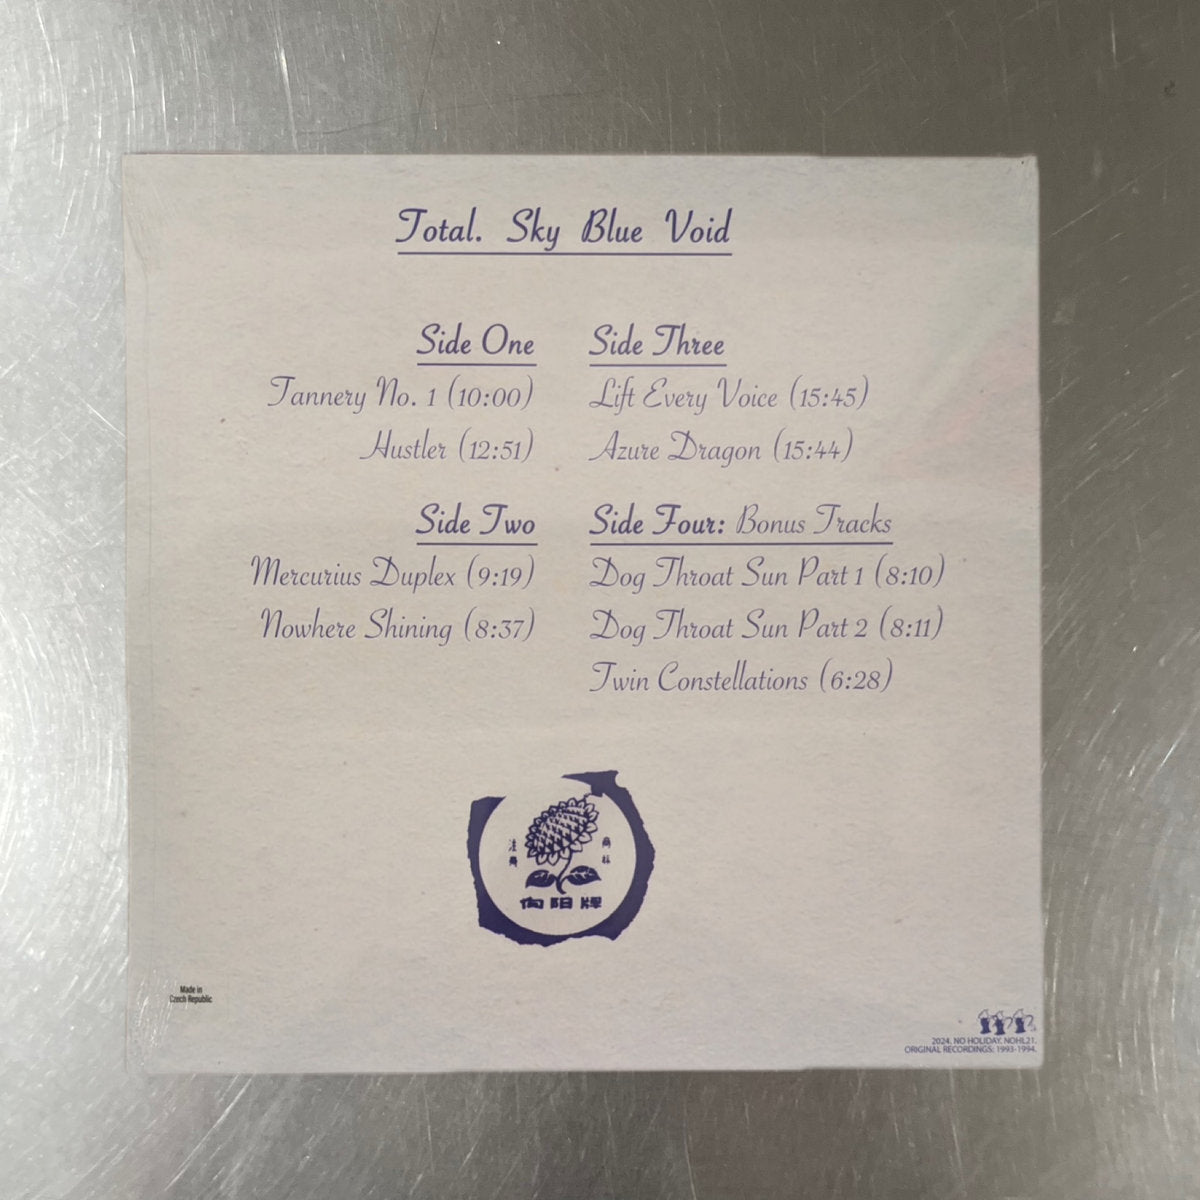 Total. Sky Blue Void
Side One
Tannery No. 1 (10:00)
Hustler (12:51)
Side Two
Mercurius Duplex (9:19)
Nowhere Shining (8:37)
Side Three
Lift Every Voice (15:45)
Azure Dragon (15:44)
Side Four: Bonus Tracks
Dog Throat Sun Part 1 (8:10)
Dog Throat Sun Part 2 (8:11)
Twin Constellations (6:28)
向阳牌
Made in
Czech Republic
2024. NO HOLIDAY. NOHL21.
ORIGINAL RECORDINGS: 1993-1994.